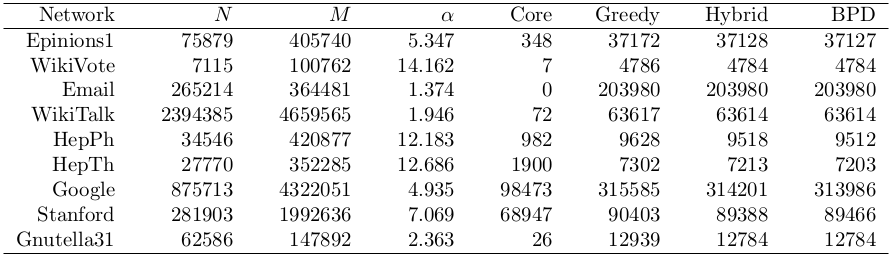 Network N M α Core Greedy Hybrid BPD
Epinions1 75879 405740 5.347 348 37172 37128 37127
WikiVote 7115 100762 14.162 7 4786 4784 4784
Email 265214 364481 1.374 0 203980 203980 203980
WikiTalk 2394385 4659565 1.946 72 63617 63614 63614
HepPh 34546 420877 12.183 982 9628 9518 9512
HepTh 27770 352285 12.686 1900 7302 7213 7203
Google 875713 4322051 4.935 98473 315585 314201 313986
Stanford 281903 1992636 7.069 68947 90403 89388 89466
Gnutella31 62586 147892 2.363 26 12939 12784 12784